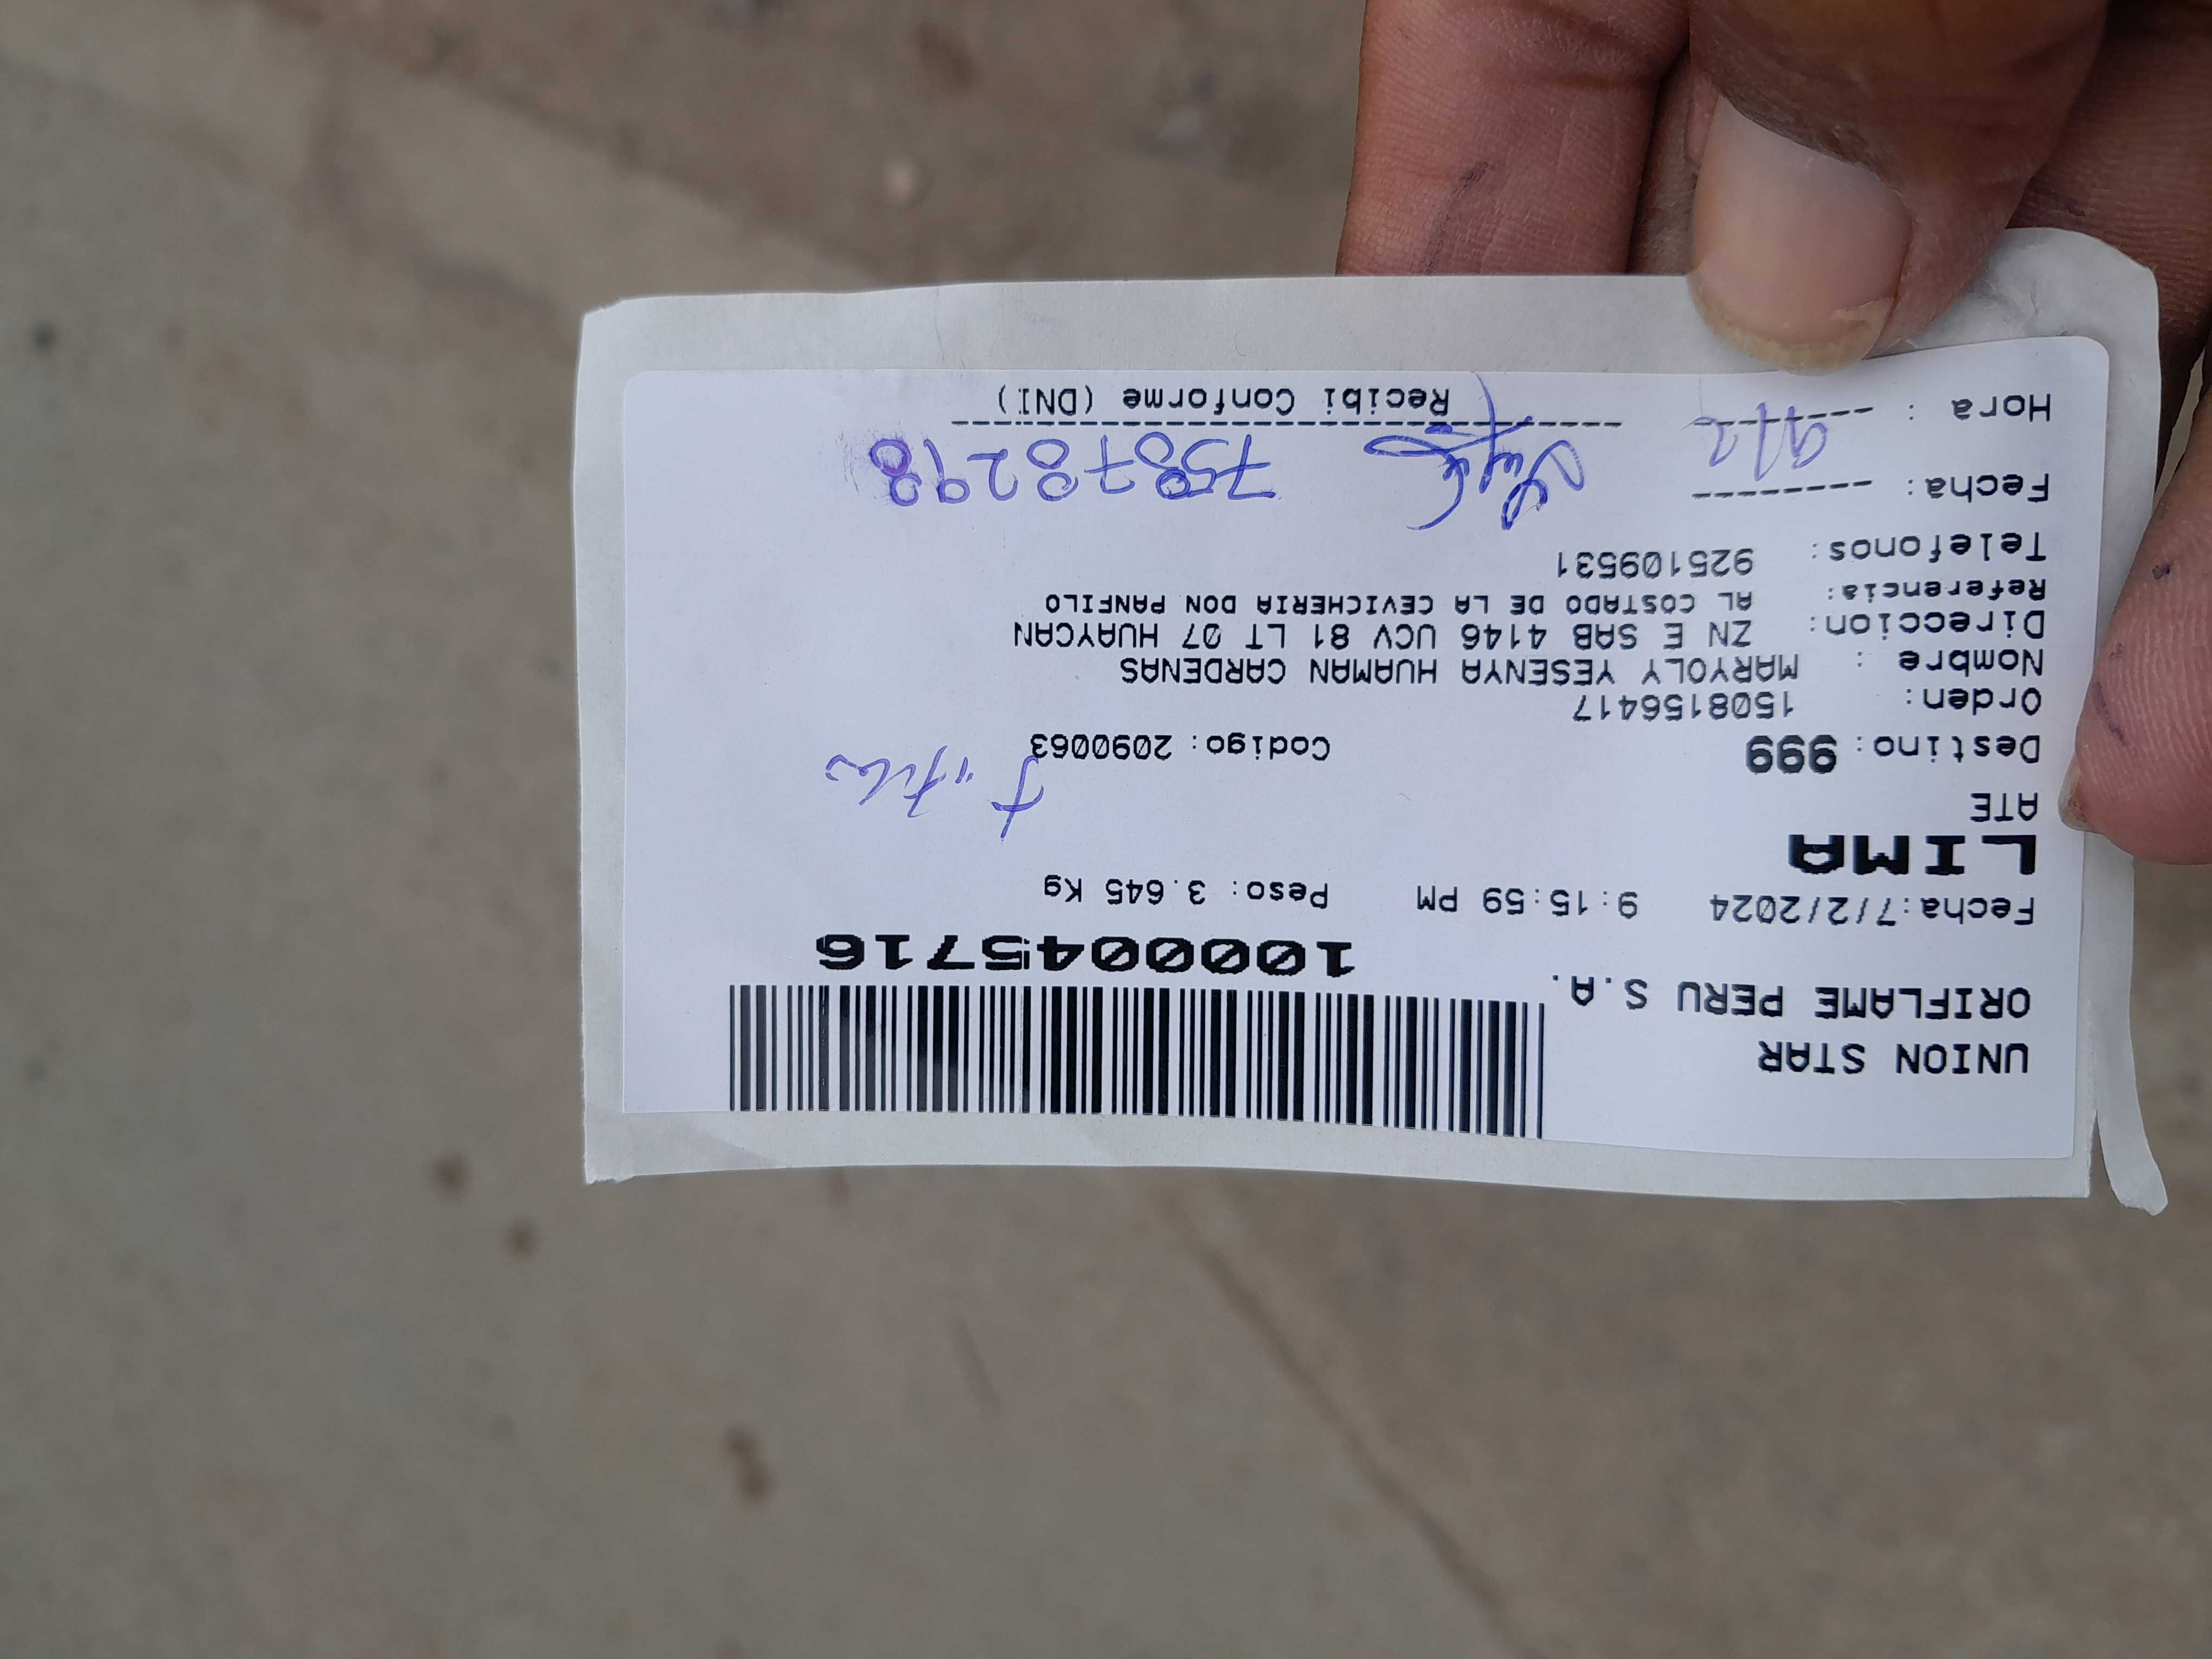 UNION STAR
ORIFLAME PERU S.A.
1000045716
Fecha:7/2/2024 9:15:59 PM Peso: 3.645 Kg
LIMA
ATE
Destino: 999 Codigo: 2090063
Orden: 1508156417
Nombre : MARYOLY YESENYA HUAMAN CARDENAS
Direccion: ZN E SAB 4146 UCV 81 LT 07 HUAYCAN
Referencia: AL COSTADO DE LA CEVICHERIA DON PANFILO
Telefonos: 925109531
Fecha:
Hora :
Recibi Conforme (DNI)